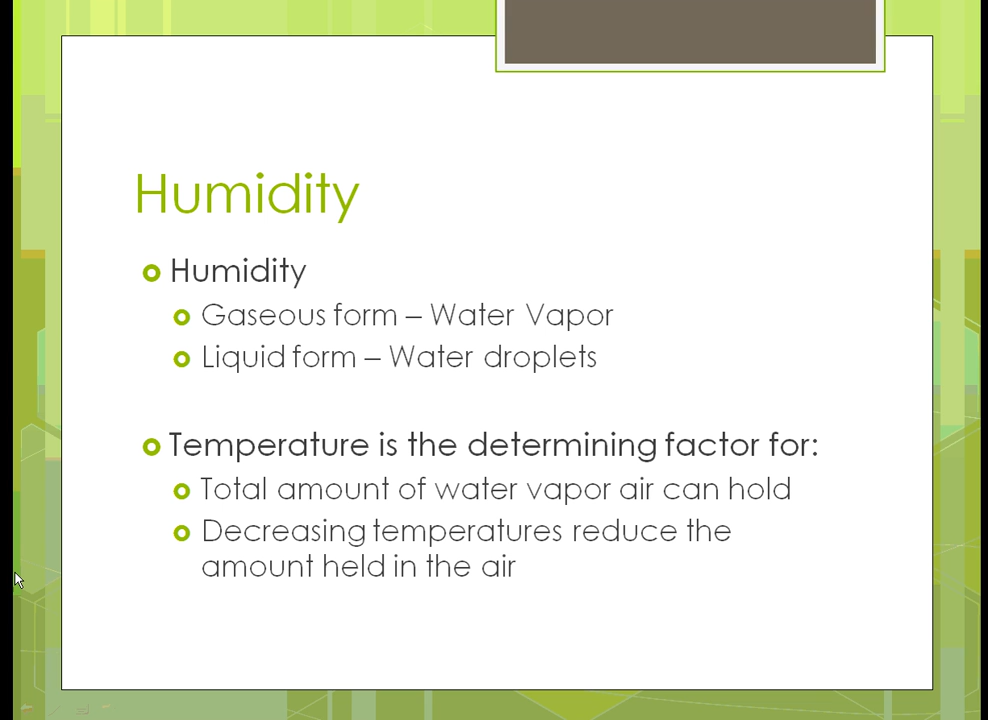 Humidity
Humidity
Gaseous form – Water Vapor
Liquid form – Water droplets
Temperature is the determining factor for:
Total amount of water vapor air can hold
Decreasing temperatures reduce the
amount held in the air